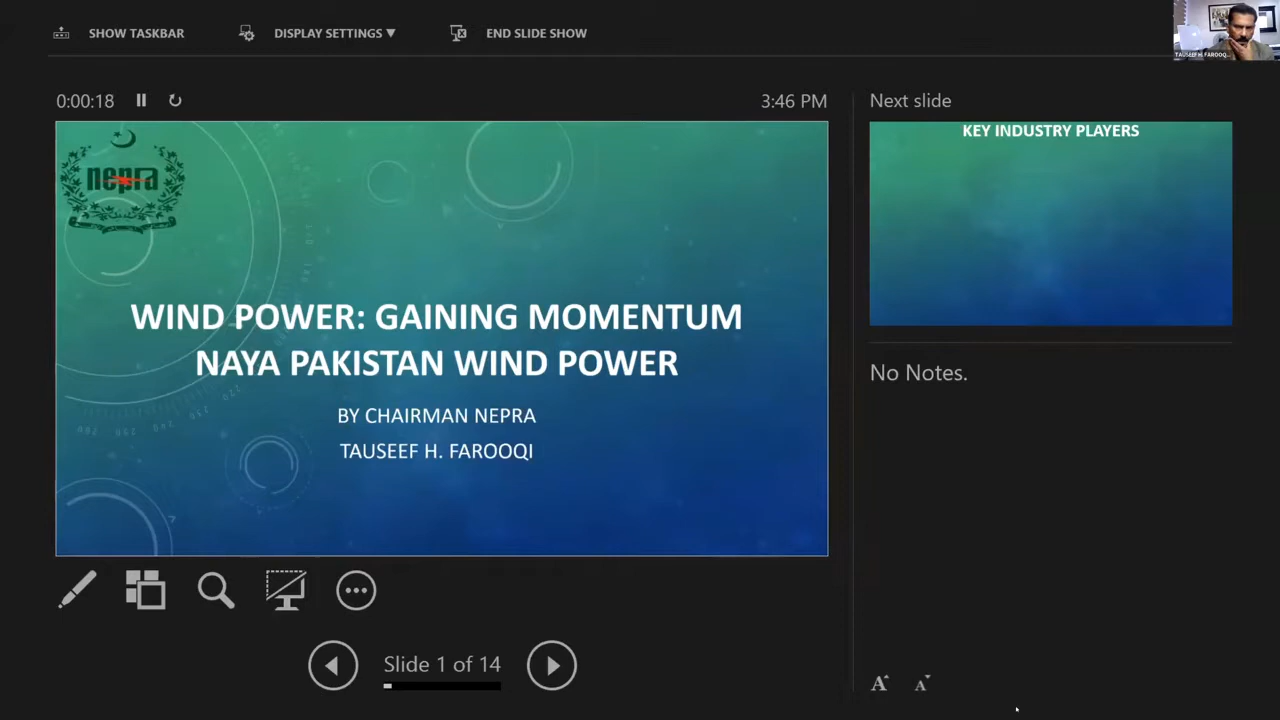 SHOW TASKBAR
DISPLAY SETTINGS ▼
END SLIDE SHOW
TAUSEEF H. FAROOQ...
0:00:18
3:46 PM
Next slide
nepra
WIND POWER: GAINING MOMENTUM
NAYA PAKISTAN WIND POWER
BY CHAIRMAN NEPRA
TAUSEEF H. FAROOQI
KEY INDUSTRY PLAYERS
No Notes.
Slide 1 of 14
A A